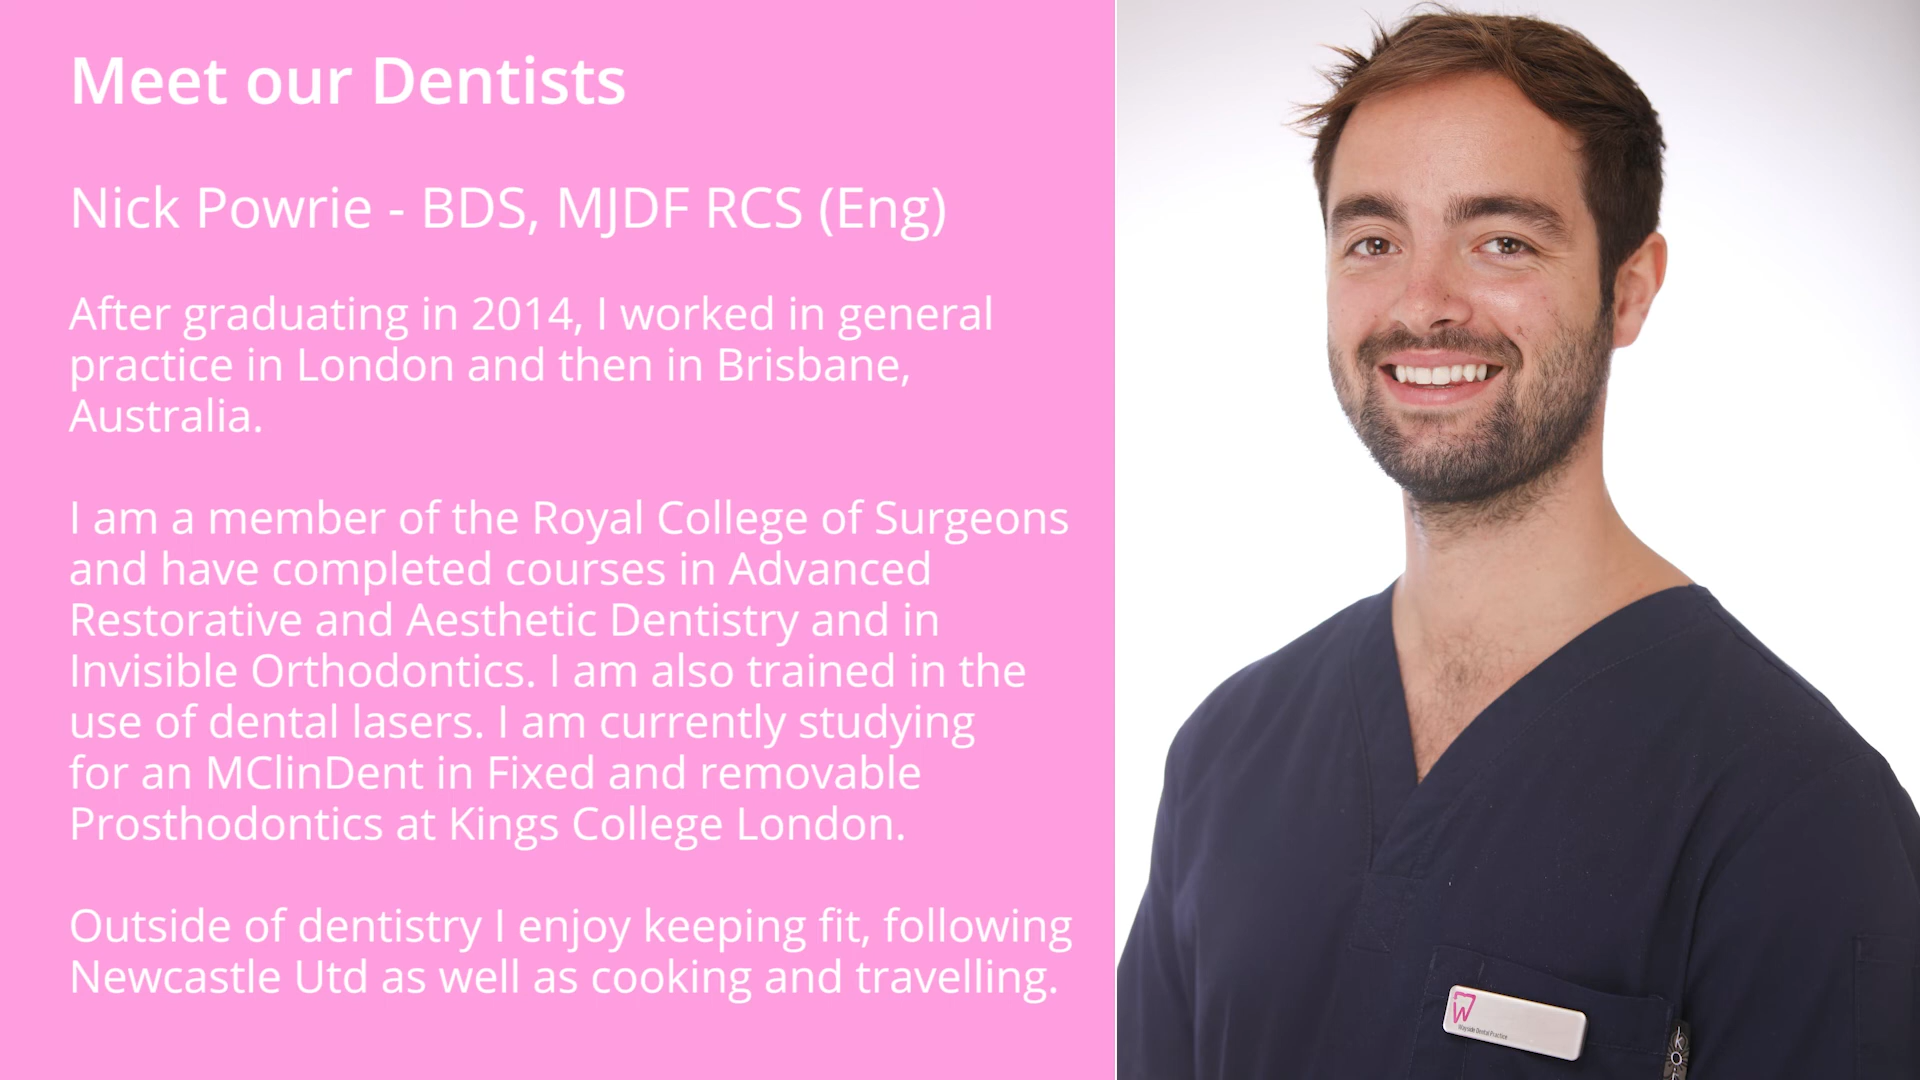 Meet our Dentists
Nick Powrie - BDS, MJDF RCS (Eng)
After graduating in 2014, I worked in general
practice in London and then in Brisbane,
Australia.
I am a member of the Royal College of Surgeons
and have completed courses in Advanced
Restorative and Aesthetic Dentistry and in
Invisible Orthodontics. I am also trained in the
use of dental lasers. I am currently studying
for an MClinDent in Fixed and removable
Prosthodontics at Kings College London.
Outside of dentistry I enjoy keeping fit, following
Newcastle Utd as well as cooking and travelling.
W
Wayside Dental Practice